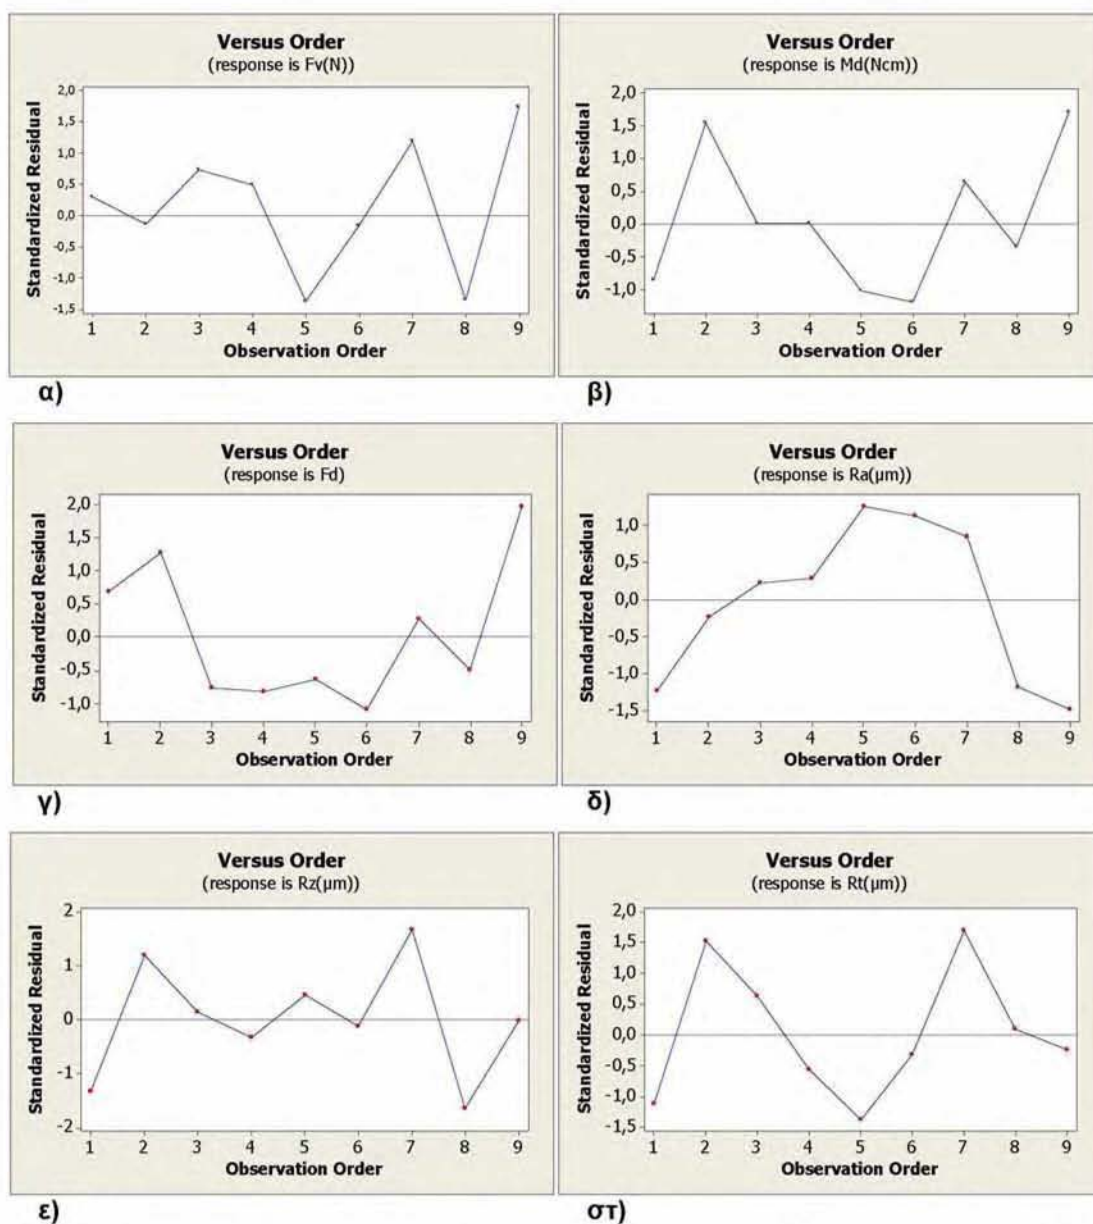 Versus Order
(response is Fv(N))
Standardized Residual
2,0
1,5
1,0
0,5
0,0
-0,5
-1,0
-1,5
1 2 3 4 5 6 7 8 9
Observation Order
α)
Versus Order
(response is Md(Ncm))
Standardized Residual
2,0
1,5
1,0
0,5
0,0
-0,5
-1,0
1 2 3 4 5 6 7 8 9
Observation Order
β)
Versus Order
(response is Fd)
Standardized Residual
2,0
1,5
1,0
0,5
0,0
-0,5
-1,0
1 2 3 4 5 6 7 8 9
Observation Order
γ)
Versus Order
(response is Ra(μm))
Standardized Residual
1,0
0,5
0,0
-0,5
-1,0
-1,5
1 2 3 4 5 6 7 8 9
Observation Order
δ)
Versus Order
(response is Rz(μm))
Standardized Residual
2
1
0
-1
-2
1 2 3 4 5 6 7 8 9
Observation Order
ε)
Versus Order
(response is Rt(μm))
Standardized Residual
2,0
1,5
1,0
0,5
0,0
-0,5
-1,0
-1,5
1 2 3 4 5 6 7 8 9
Observation Order
στ)